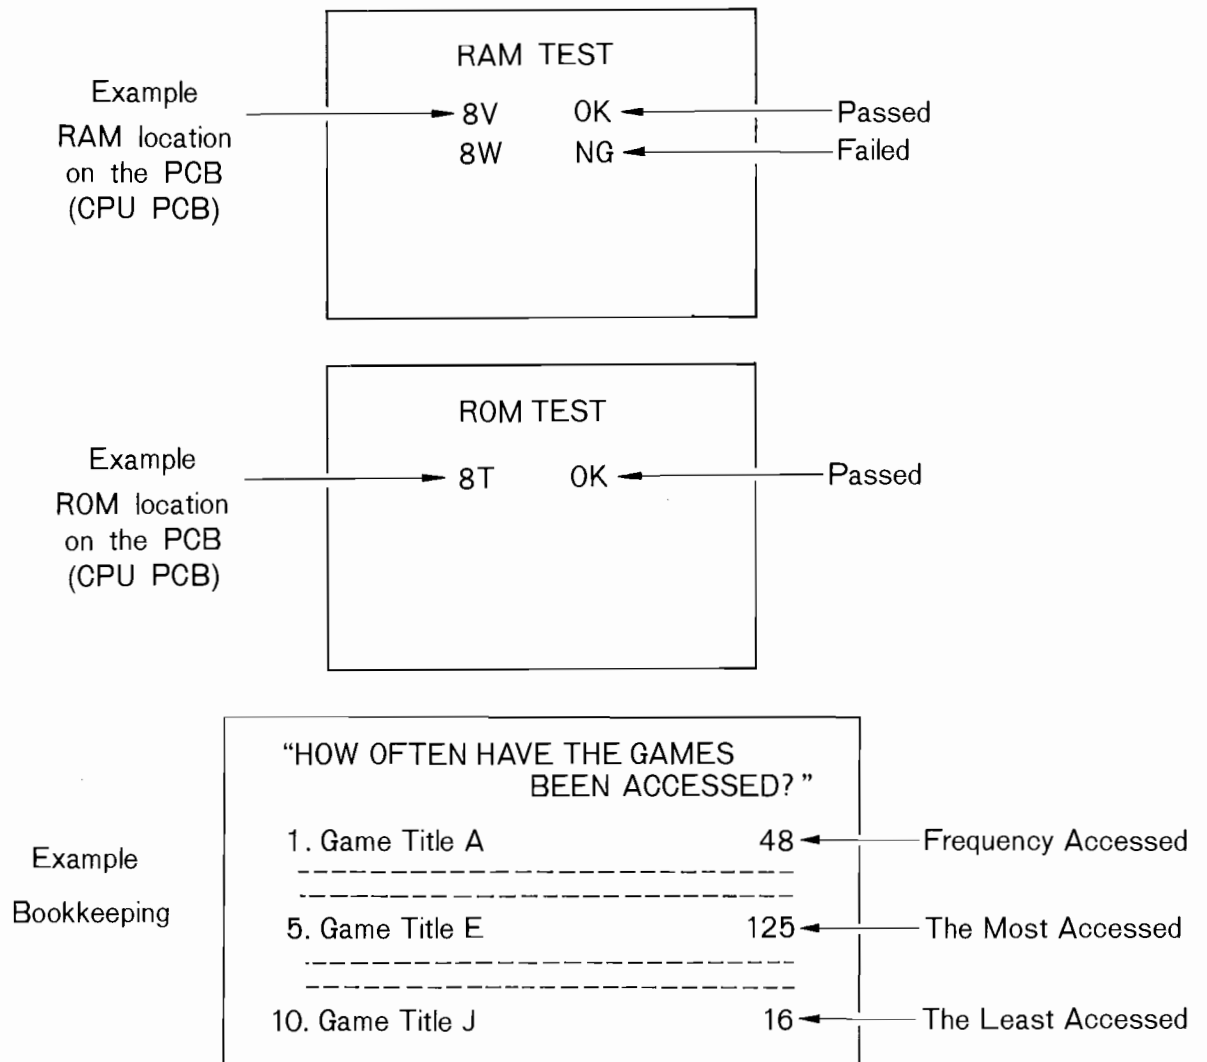 RAM TEST
Example
RAM location
on the PCB
(CPU PCB)
8V OK Passed
8W NG Failed
ROM TEST
Example
ROM location
on the PCB
(CPU PCB)
8T OK Passed
“HOW OFTEN HAVE THE GAMES
BEEN ACCESSED?”
Example
Bookkeeping
1. Game Title A 48 Frequency Accessed
5. Game Title E 125 The Most Accessed
10. Game Title J 16 The Least Accessed